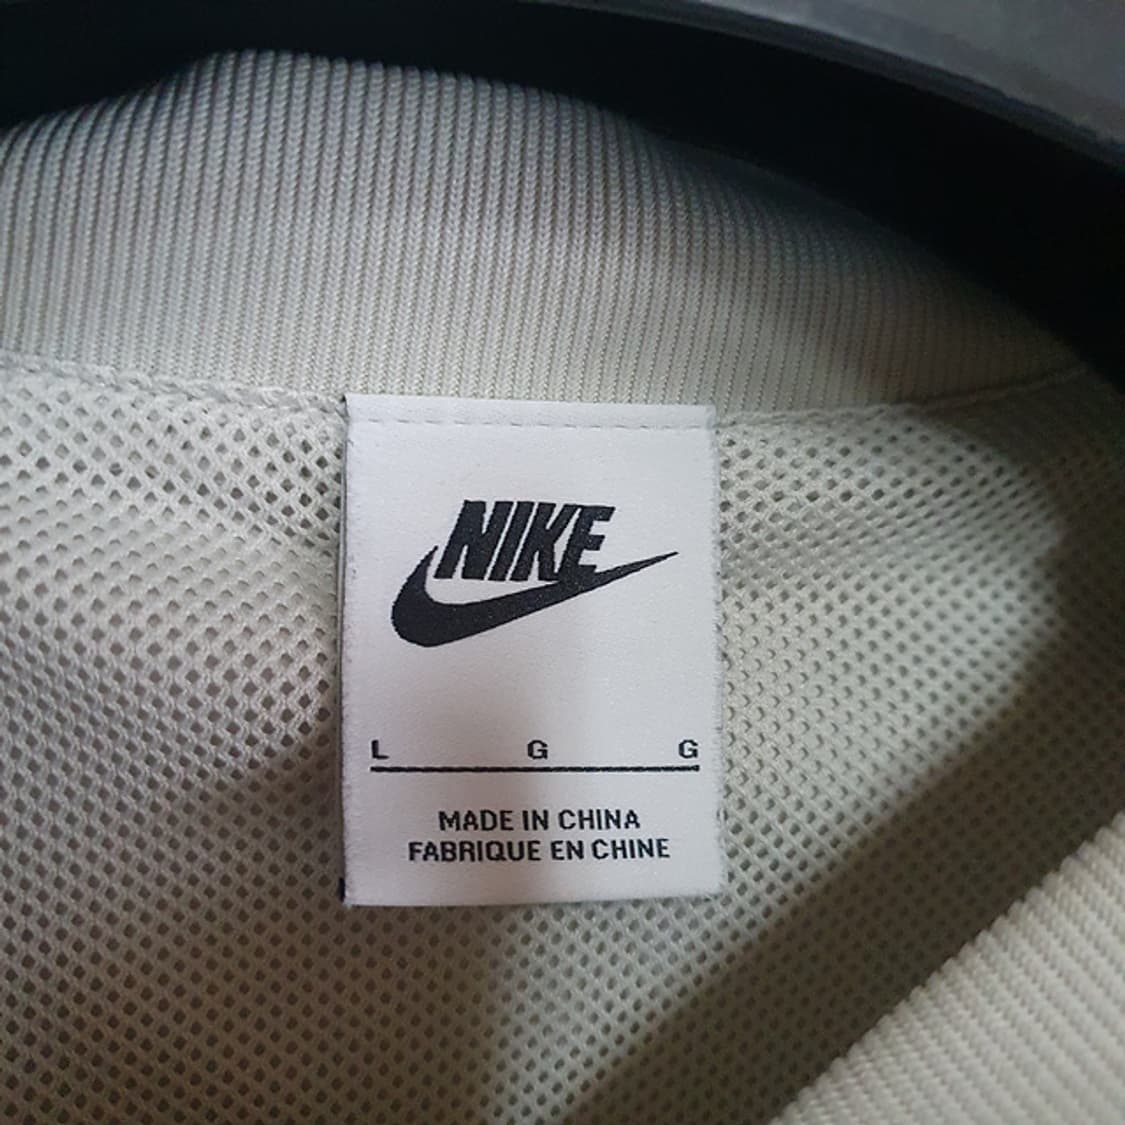 NIKE
L G G
MADE IN CHINA
FABRIQUE EN CHINE